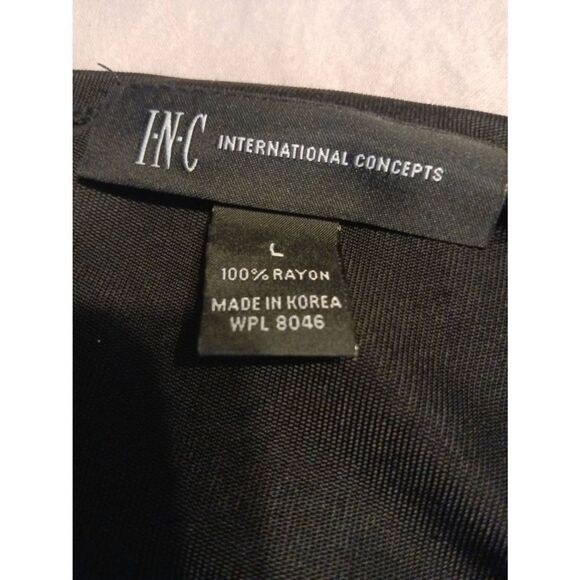 I·N·C INTERNATIONAL CONCEPTS
L
100% RAYON
MADE IN KOREA
WPL 8046